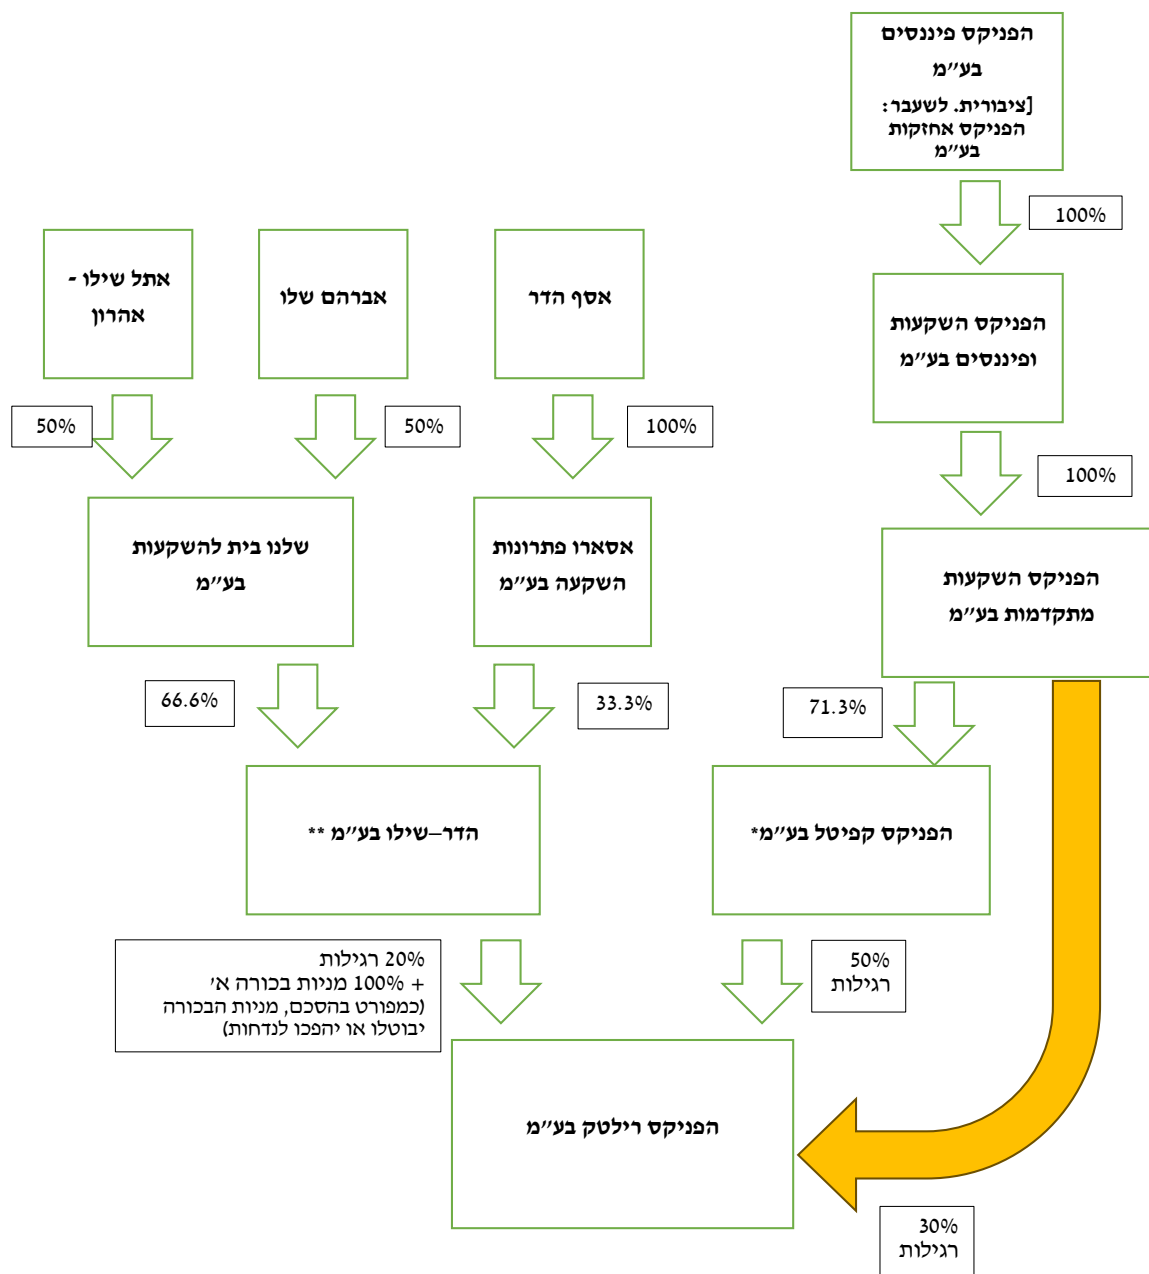 הפניקס פיננסים
בע"מ
[ציבורית. לשעבר:
הפניקס אחזקות
בע"מ
100%
הפניקס השקעות
ופיננסים בע"מ
100%
הפניקס השקעות
מתקדמות בע"מ
אסף הדר
100%
אסארו פתרונות
השקעה בע"מ
אברהם שלו
50%
אתל שילו -
אהרון
50%
שלנו בית להשקעות
בע"מ
71.3%
33.3%
66.6%
הפניקס קפיטל בע"מ*
הדר–שילו בע"מ **
50%
רגילות
20% רגילות
+ 100% מניות בכורה א'
(כמפורט בהסכם, מניות הבכורה
יבוטלו או יהפכו לנדחות)
הפניקס רילטק בע"מ
30%
רגילות